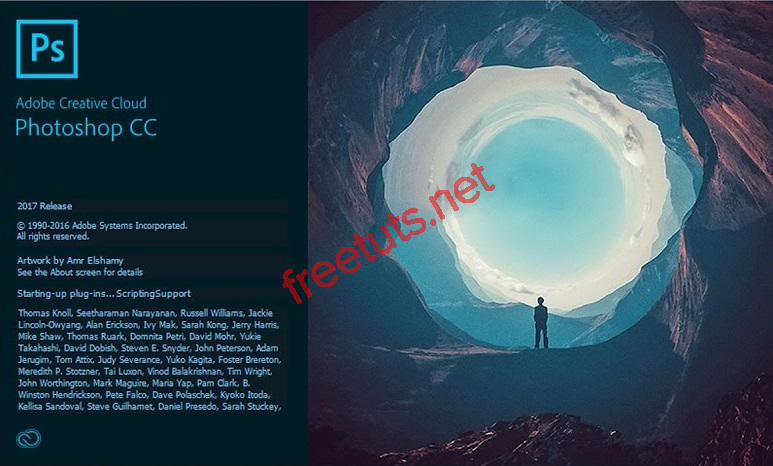 Ps
Adobe Creative Cloud
Photoshop CC
2017 Release
© 1990-2016 Adobe Systems Incorporated.
All rights reserved.
Artwork by Amr Elshamy
See the About screen for details
Starting-up plug-ins... ScriptingSupport
Thomas Knoll, Seetharaman Narayanan, Russell Williams, Jackie
Lincoln-Owyang, Alan Erickson, Ivy Mak, Sarah Kong, Jerry Harris,
Mike Shaw, Thomas Ruark, Domnita Petri, David Mohr, Yukie
Takahashi, David Dobish, Steven E. Snyder, John Peterson, Adam
Jerugim, Tom Attix, Judy Severance, Yuko Kagita, Foster Brereton,
Meredith P. Stotzner, Tai Luxon, Vinod Balakrishnan, Tim Wright,
John Worthington, Mark Maguire, Maria Yap, Pam Clark, B.
Winston Hendrickson, Pete Falco, Dave Polaschek, Kyoko Itoda,
Kellisa Sandoval, Steve Guilhamet, Daniel Presedo, Sarah Stuckey,
freetuts.net